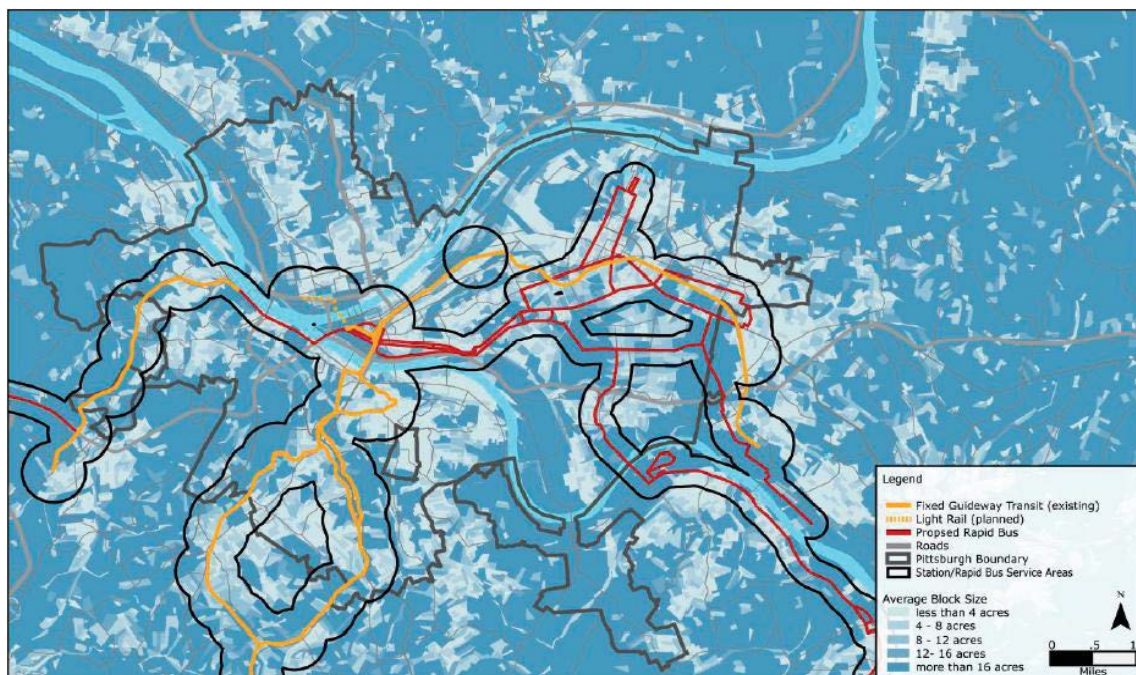 Legend
Fixed Guideway Transit (existing)
Light Rail (planned)
Propsed Rapid Bus
Roads
Pittsburgh Boundary
Station/Rapid Bus Service Areas
Average Block Size
less than 4 acres
4 - 8 acres
8 - 12 acres
12- 16 acres
more than 16 acres
N
0 .5 1
Miles